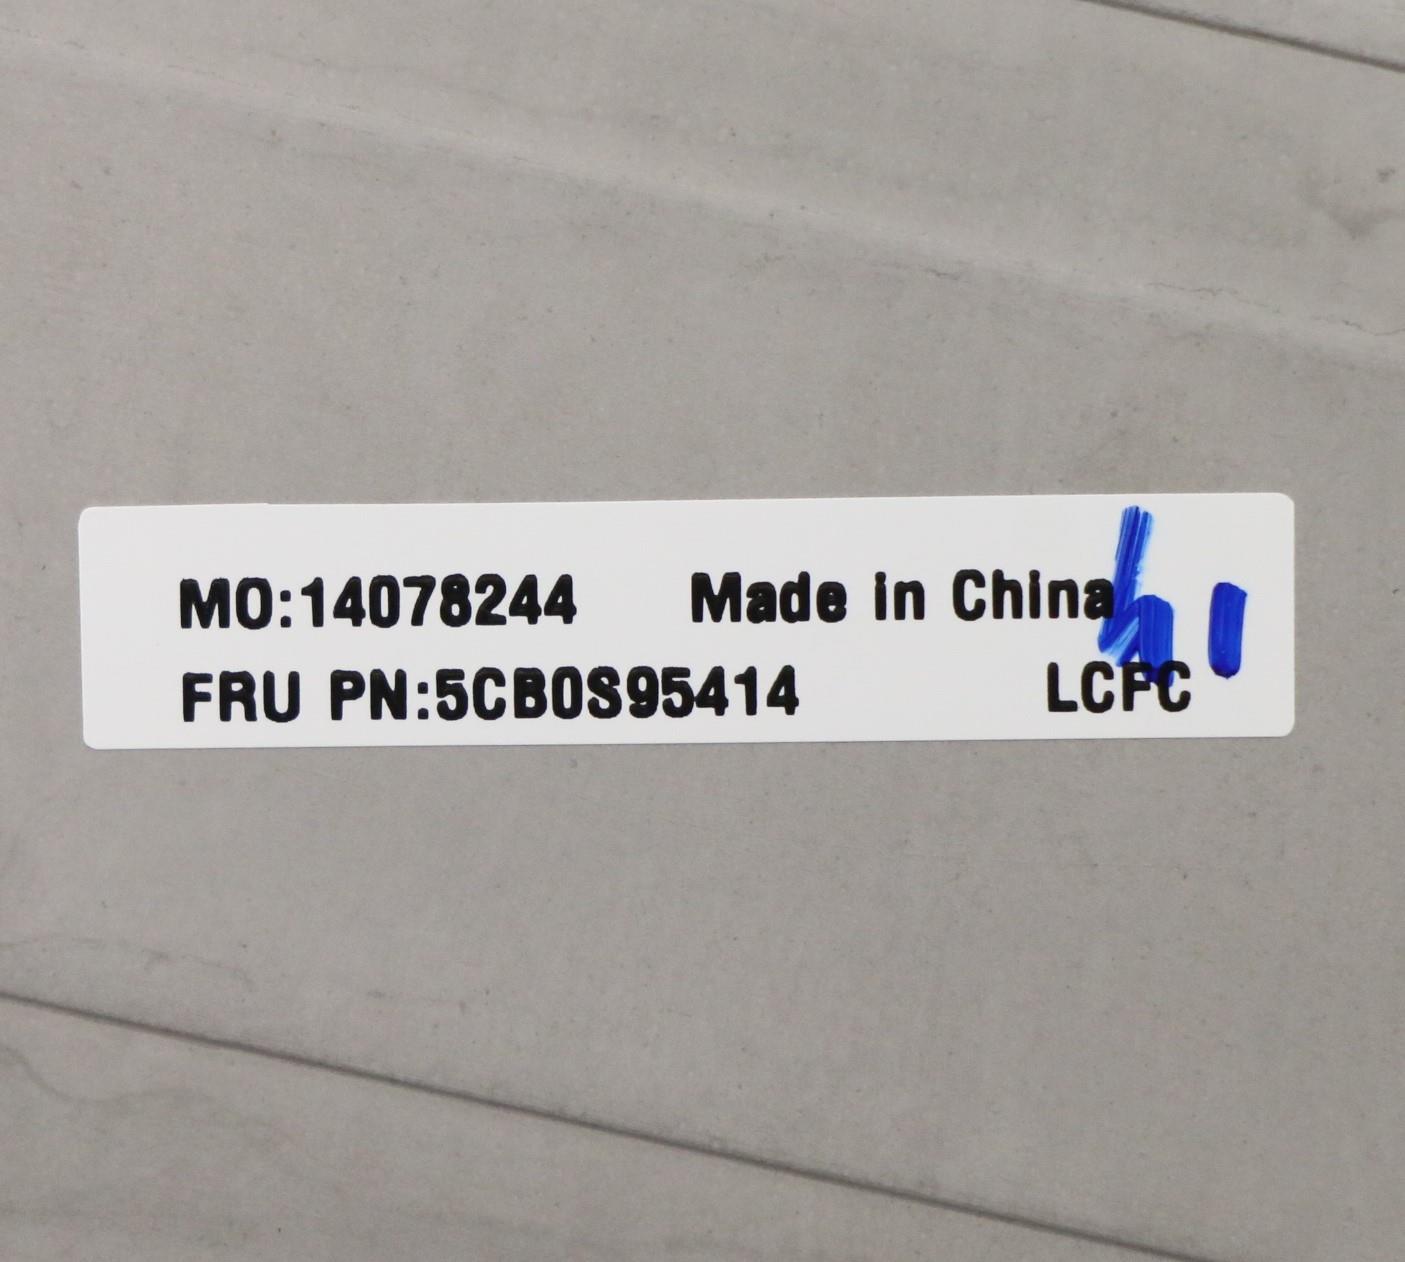 MO:14078244 Made in China
FRU PN:5CB0S95414 LCFC